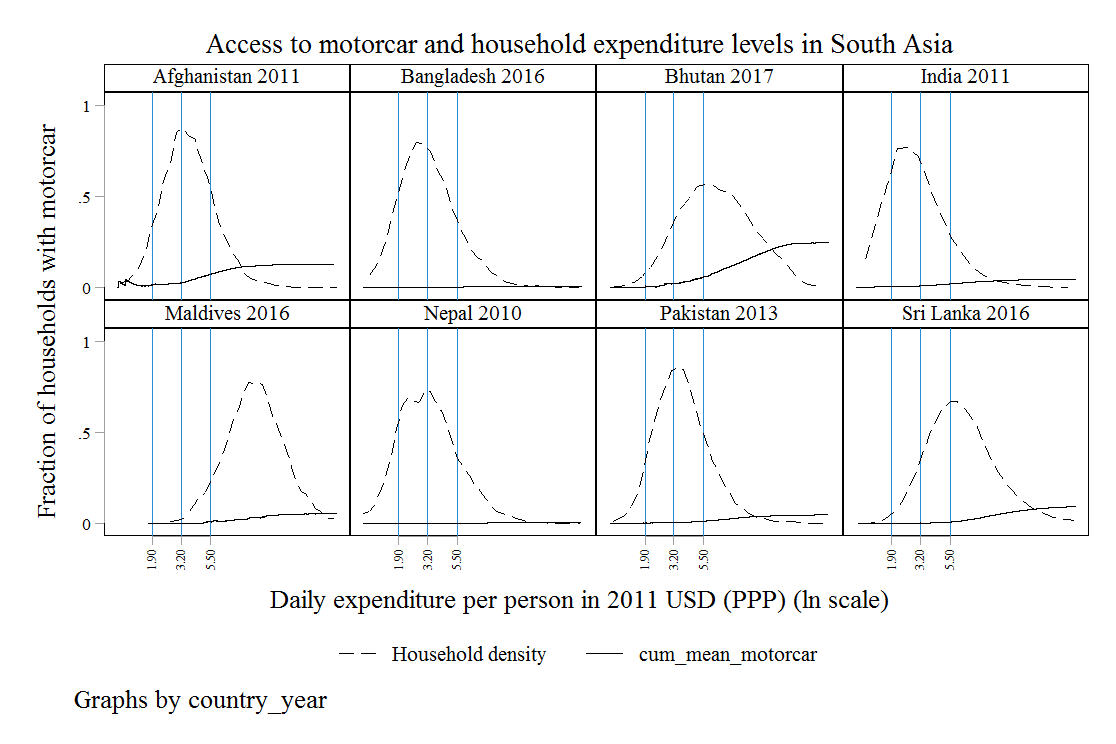 Access to motorcar and household expenditure levels in South Asia
Afghanistan 2011 Bangladesh 2016 Bhutan 2017 India 2011
1
.5
0
Maldives 2016 Nepal 2010 Pakistan 2013 Sri Lanka 2016
1
.5
0
Fraction of households with motorcar
1.90 3.20 5.50 1.90 3.20 5.50 1.90 3.20 5.50 1.90 3.20 5.50
Daily expenditure per person in 2011 USD (PPP) (ln scale)
Household density cum_mean_motorcar
Graphs by country_year